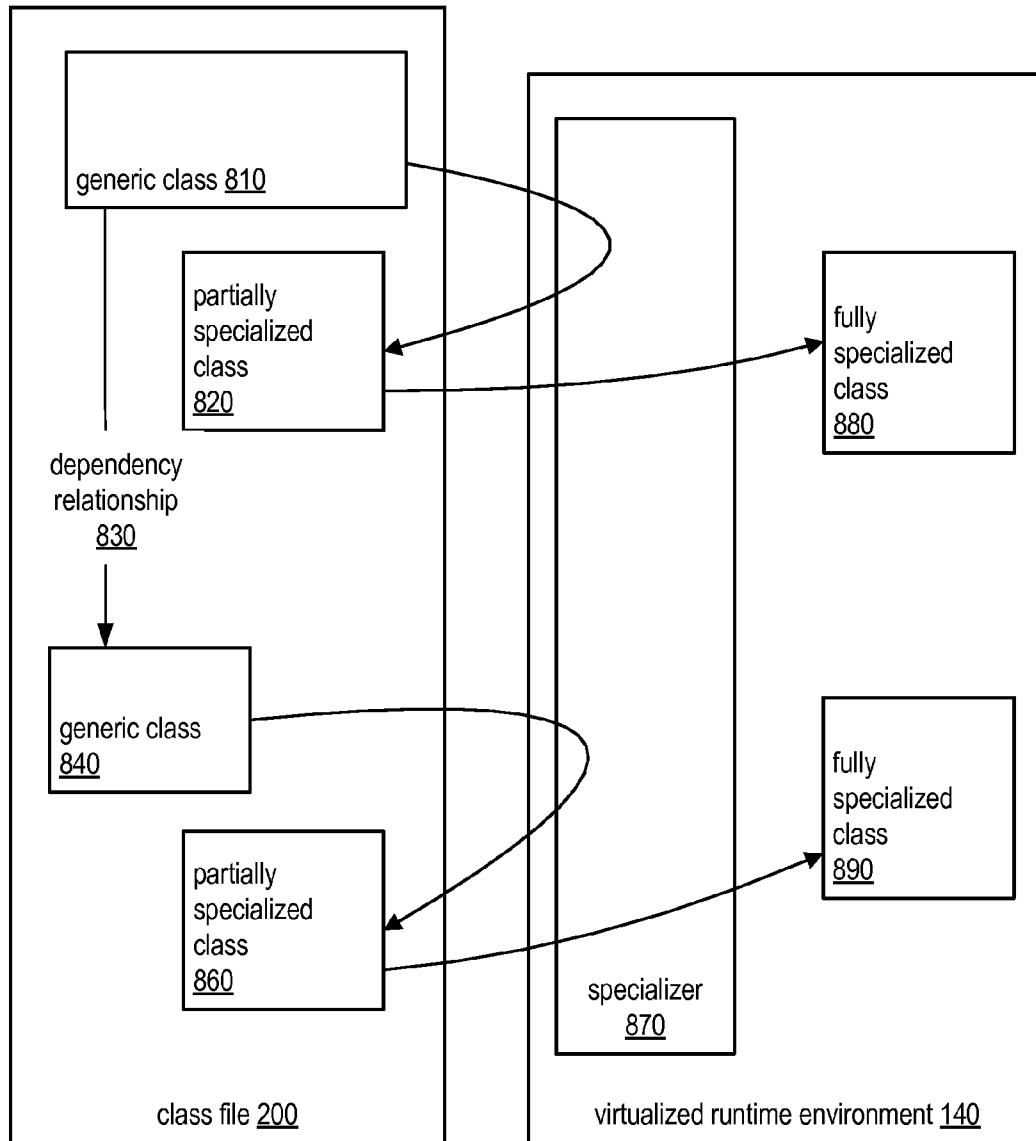 generic class 810
partially
specialized
class
820
dependency
relationship
830
generic class
840
partially
specialized
class
860
class file 200
specializer
870
fully
specialized
class
880
fully
specialized
class
890
virtualized runtime environment 140